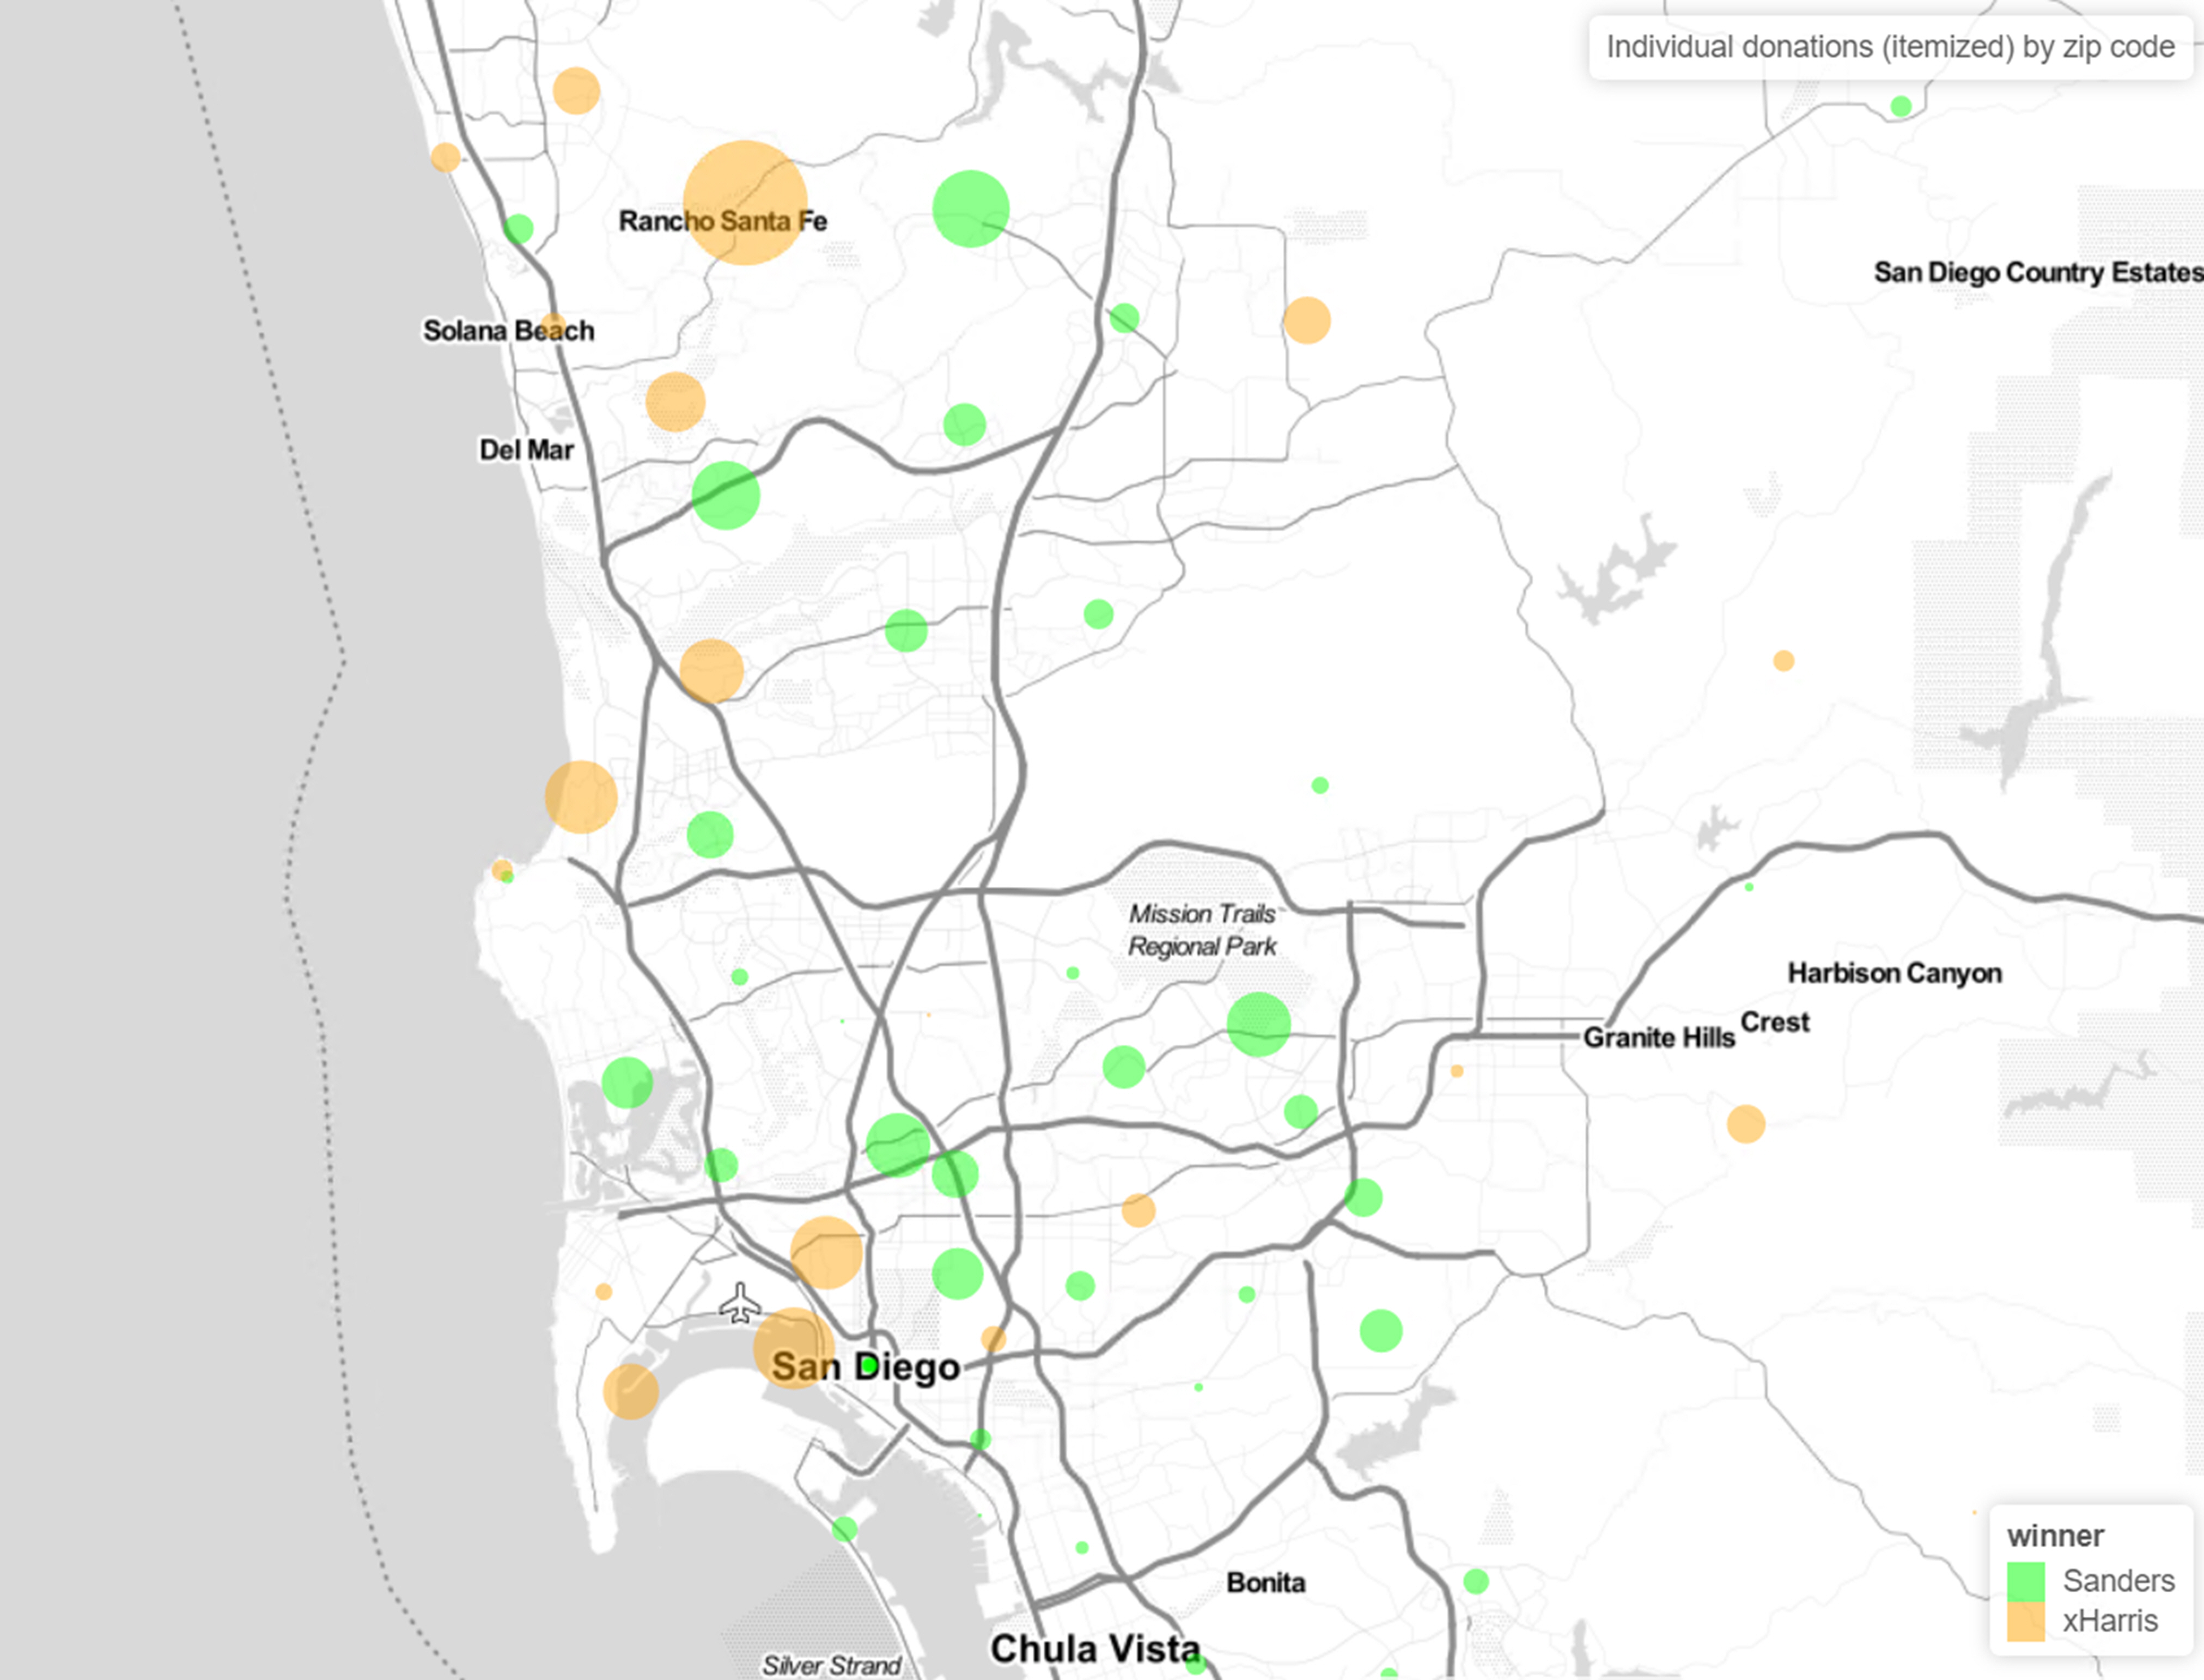 Individual donations (itemized) by zip code
Rancho Santa Fe
San Diego Country Estates
Solana Beach
Del Mar
Mission Trails
Regional Park
Harbison Canyon
Crest
Granite Hills
San Diego
winner
Sanders
xHarris
Bonita
Chula Vista
Silver Strand